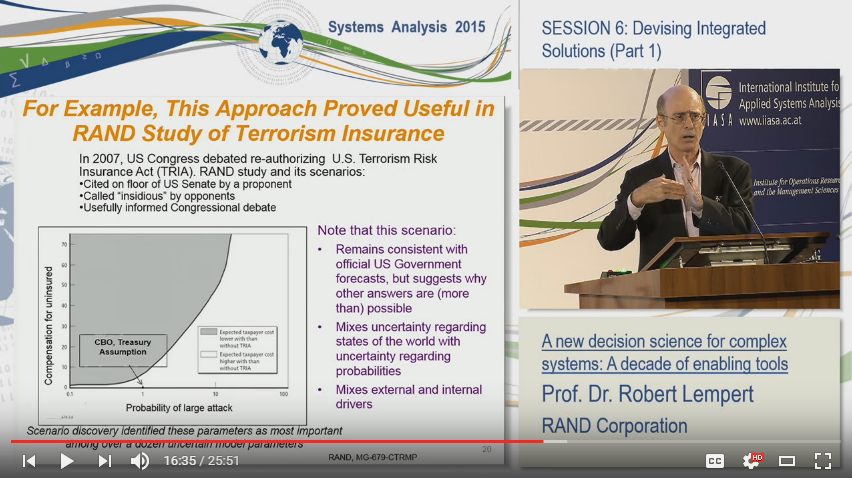 Systems Analysis 2015
For Example, This Approach Proved Useful in
RAND Study of Terrorism Insurance
In 2007, US Congress debated re-authorizing U.S. Terrorism Risk
Insurance Act (TRIA). RAND study and its scenarios:
•Cited on floor of US Senate by a proponent
•Called “insidious” by opponents
•Usefully informed Congressional debate
Compensation for uninsured
70
60
50
40
30
20
10
0
0.1
1
10
100
CBO, Treasury
Assumption
Expected taxpayer cost
lower with than
without TRIA
Expected taxpayer cost
higher with than
without TRIA
Probability of large attack
Note that this scenario:
• Remains consistent with
official US Government
forecasts, but suggests why
other answers are (more
than) possible
• Mixes uncertainty regarding
states of the world with
uncertainty regarding
probabilities
• Mixes external and internal
drivers
Scenario discovery identified these parameters as most important
among over a dozen uncertain model parameters
RAND, MG-679-CTRMP
20
SESSION 6: Devising Integrated
Solutions (Part 1)
IIASA
International Institute fo
Applied Systems Analysis
www.iiasa.ac.at
Institute for Operations Resear
and the Management Sciences
A new decision science for complex
systems: A decade of enabling tools
Prof. Dr. Robert Lempert
RAND Corporation
16:35 / 25:51
CC
HD